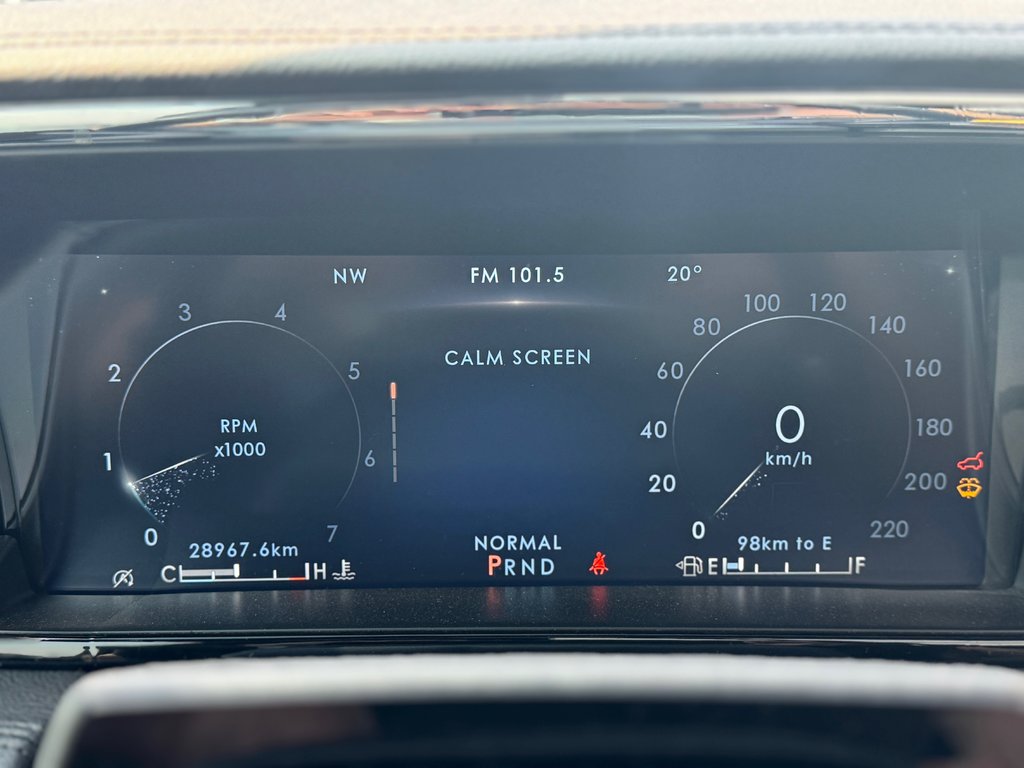 NW FM 101.5 20°
CALM SCREEN
0 1 2 3 4 5 6 7
RPM
x1000
0 20 40 60 80 100 120 140 160 180 200 220
0
km/h
28967.6km
NORMAL
98km to E
C H
PRND
E F